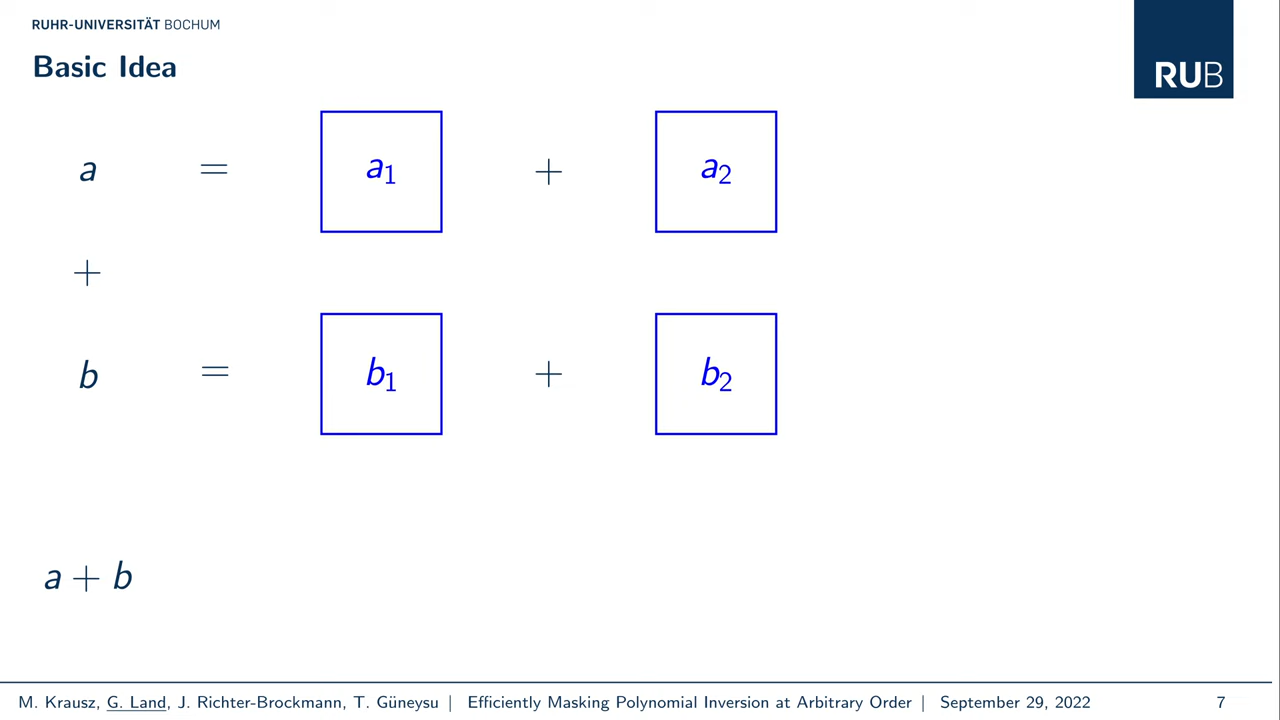 RUHR-UNIVERSITÄT BOCHUM
RUB
Basic Idea
a = a₁ + a₂
+
b = b₁ + b₂
a + b
M. Krausz, G. Land, J. Richter-Brockmann, T. Güneysu | Efficiently Masking Polynomial Inversion at Arbitrary Order | September 29, 2022 7